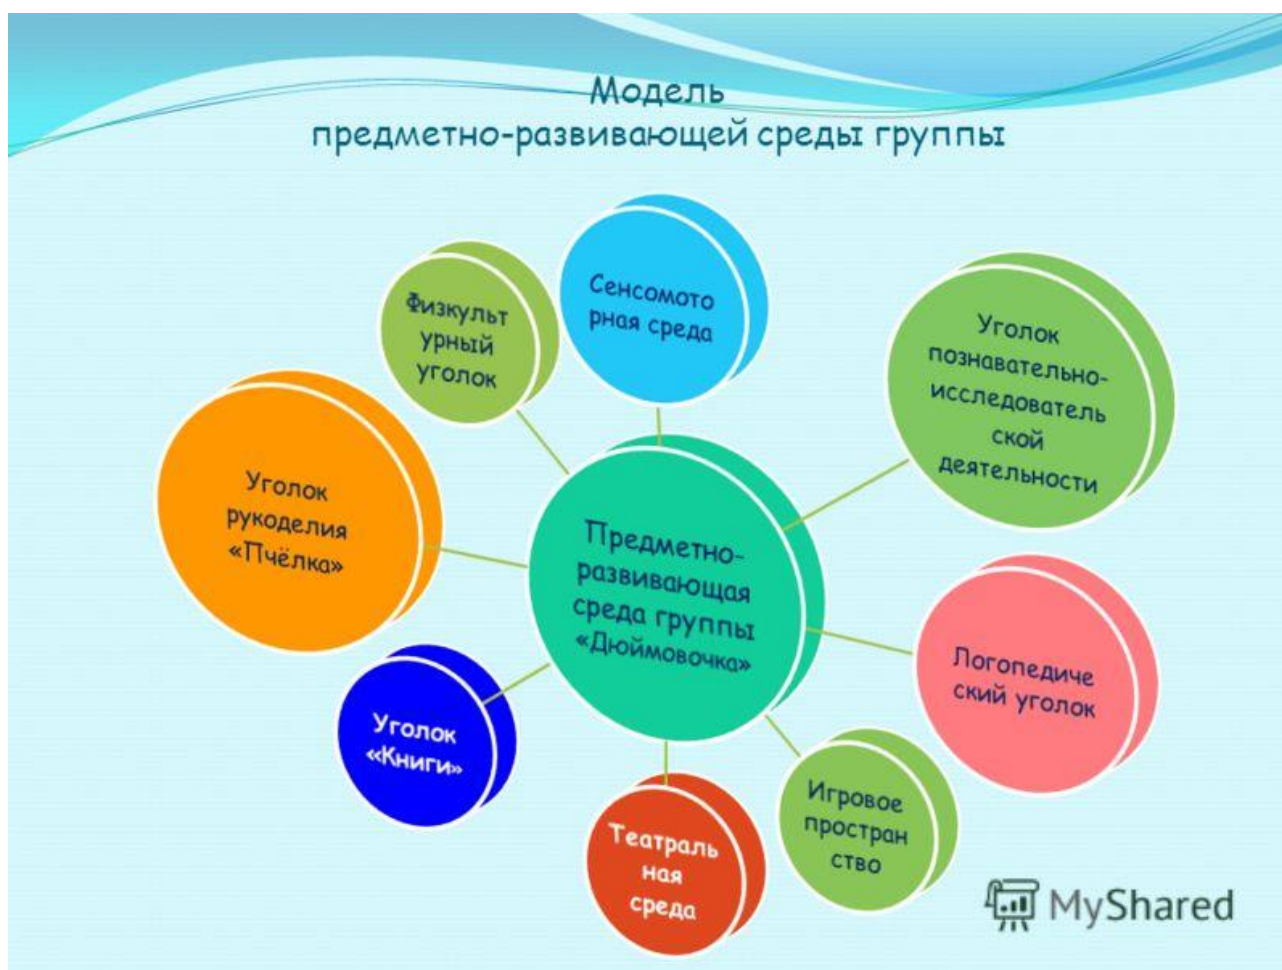 Модель
предметно-развивающей среды группы
Сенсомото
рная среда
Физкульт
урный
уголок
Уголок
познавательно-
исследователь
ской
деятельности
Уголок
рукоделия
«Пчёлка»
Предметно-
развивающая
среда группы
«Дюймовочка»
Логопедиче
ский уголок
Уголок
«Книги»
Игровое
простран
ство
Театраль
ная
среда
MyShared